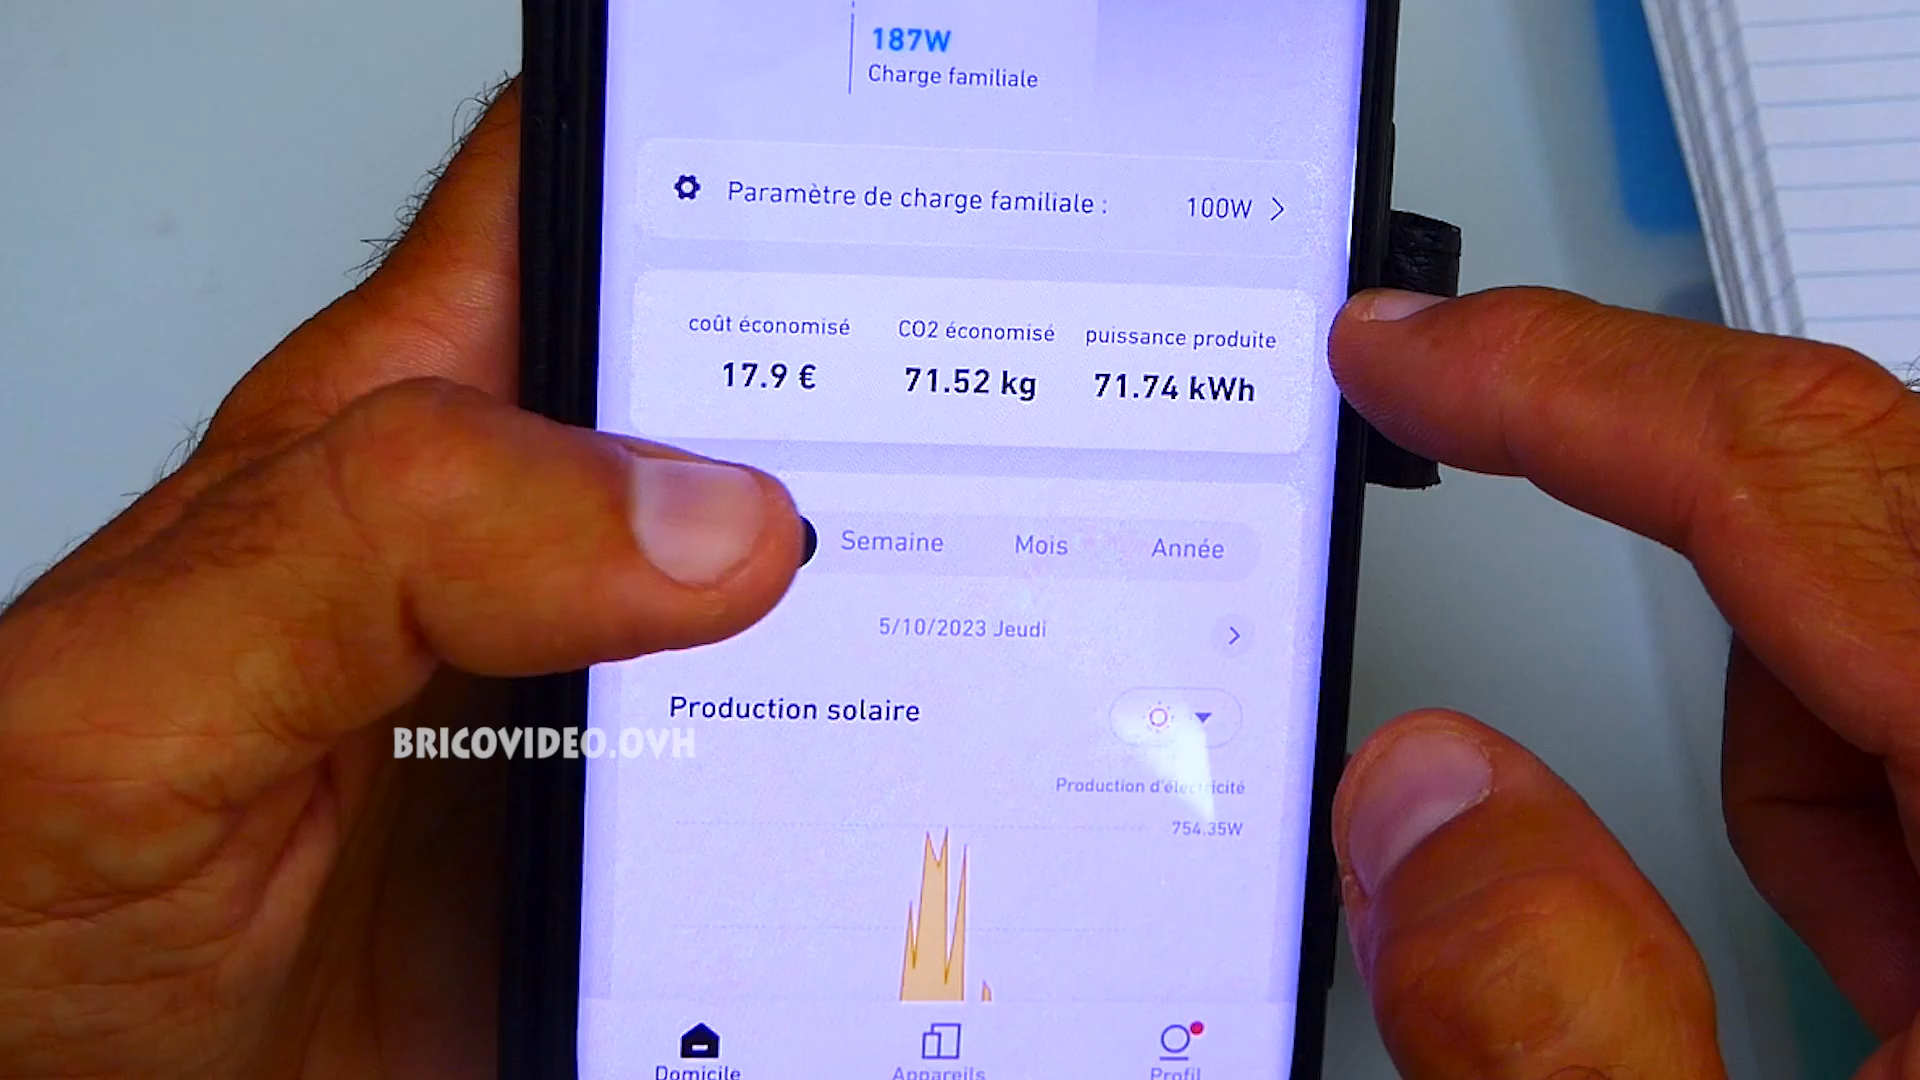 187W
Charge familiale
Paramètre de charge familiale : 100W
coût économisé CO2 économisé puissance produite
17.9 € 71.52 kg 71.74 kWh
Semaine Mois Année
5/10/2023 Jeudi
Production solaire
BRICOVIDEO.OVH
Production d'électricité
754.35W
Domicile Appareils Profil